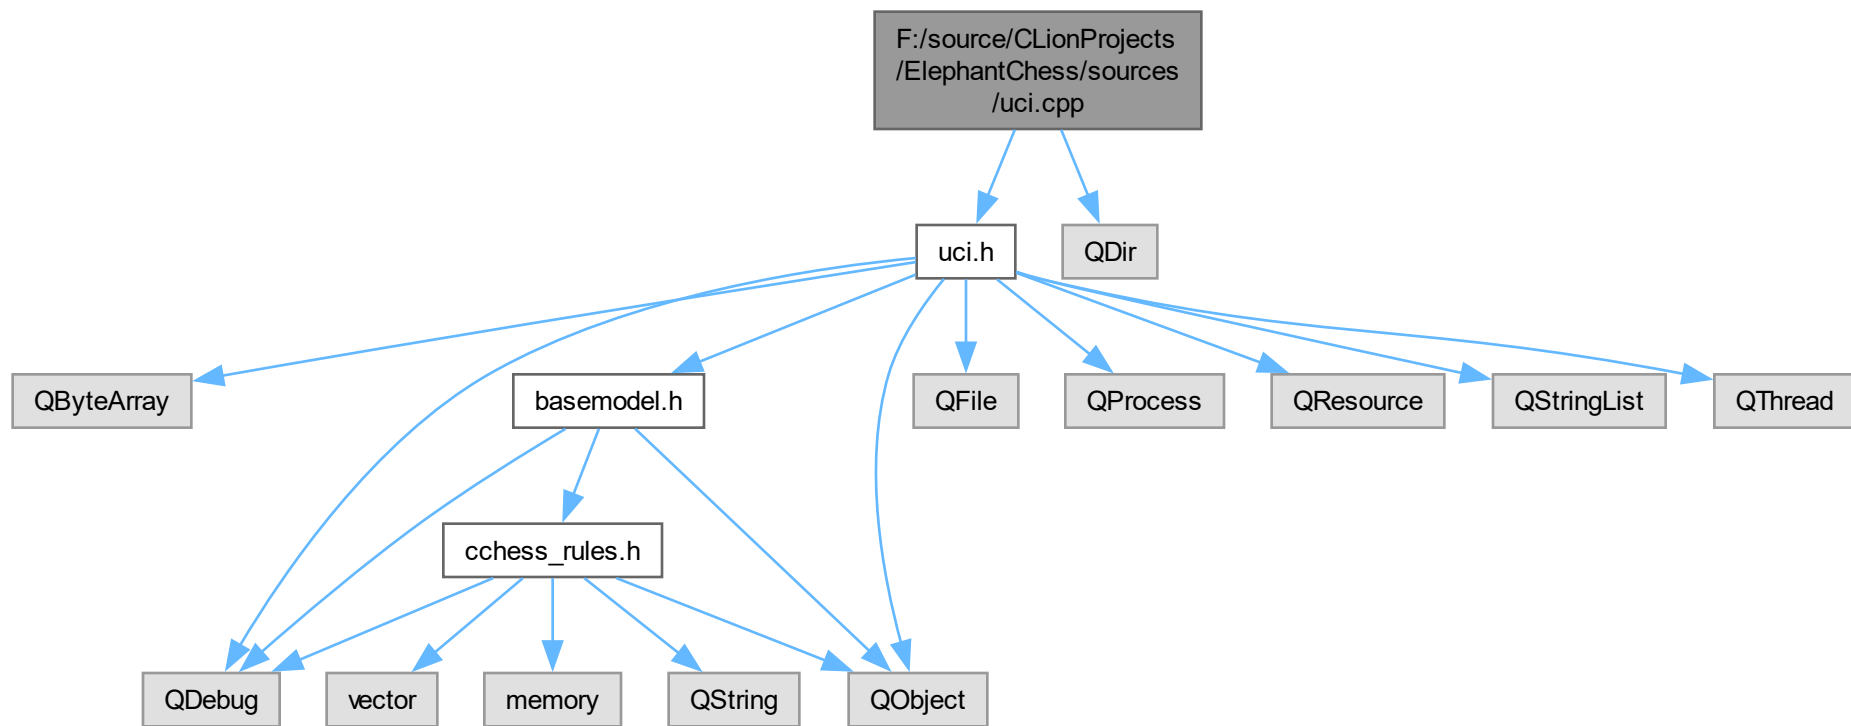 F:/source/CLionProjects
/ElephantChess/sources
/uci.cpp
uci.h
QDir
QByteArray
basemodel.h
QFile
QProcess
QResource
QStringList
QThread
cchess_rules.h
QDebug
vector
memory
QString
QObject